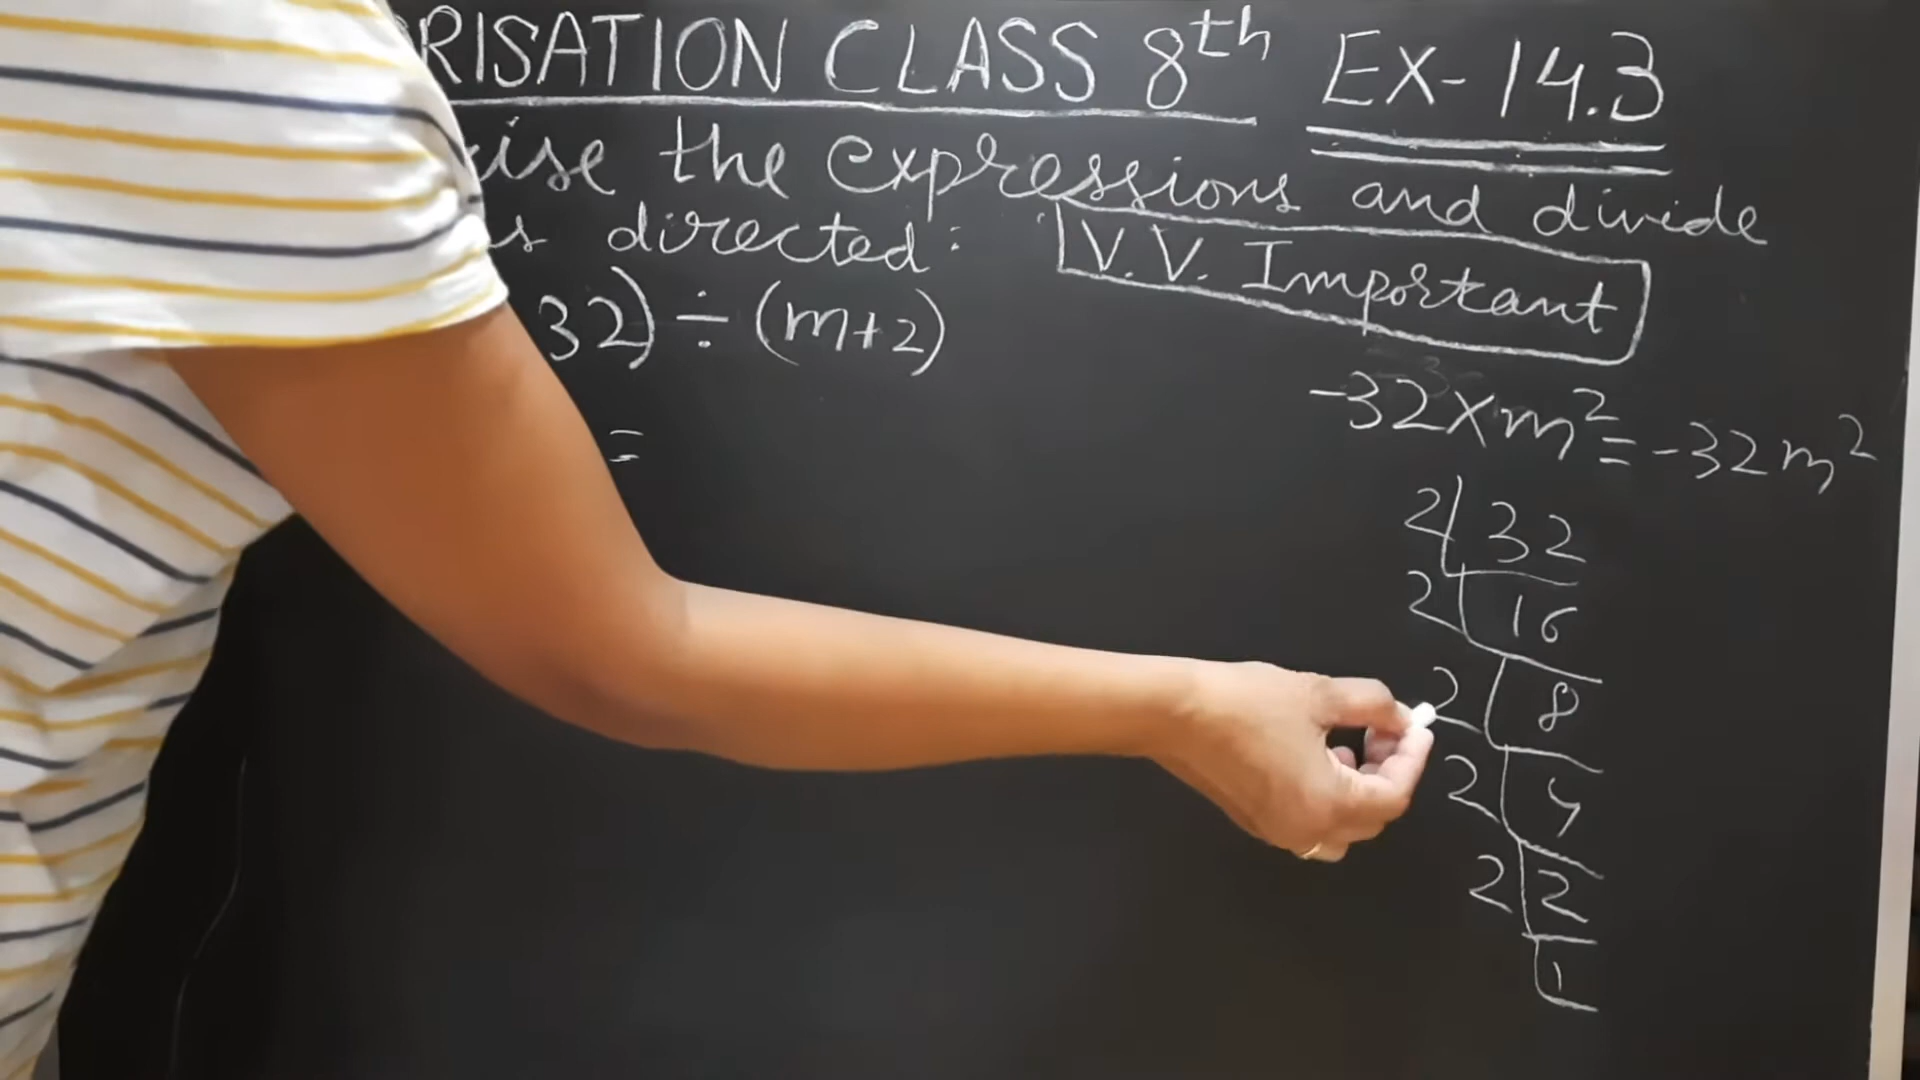 RISATION CLASS 8th EX-14.3
ise the expressions and divide
s directed: V.V. Important
32) ÷ (m+2)
-32×m²=-32m²
=
2 32
2 16
2 8
2 4
2 2
1